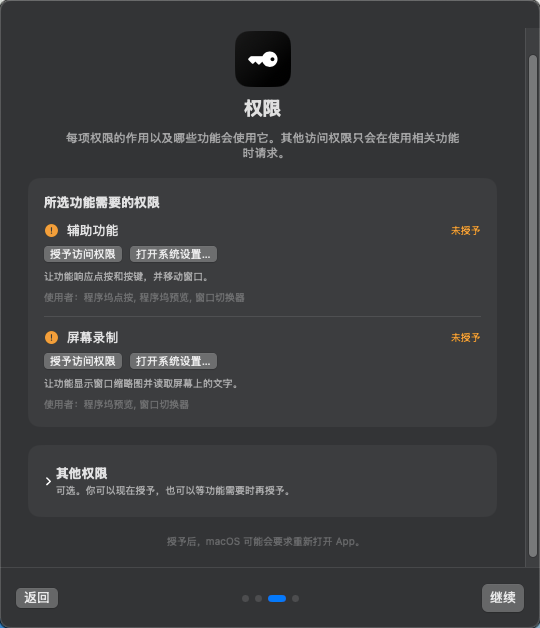 权限
每项权限的作用以及哪些功能会使用它。其他访问权限只会在使用相关功能
时请求。
所选功能需要的权限
辅助功能
未授予
授予访问权限
打开系统设置...
让功能响应点按和按键，并移动窗口。
使用者：程序坞点按, 程序坞预览, 窗口切换器
屏幕录制
未授予
授予访问权限
打开系统设置...
让功能显示窗口缩略图并读取屏幕上的文字。
使用者：程序坞预览, 窗口切换器
其他权限
可选。你可以现在授予，也可以等功能需要时再授予。
授予后，macOS 可能会要求重新打开 App。
返回
继续